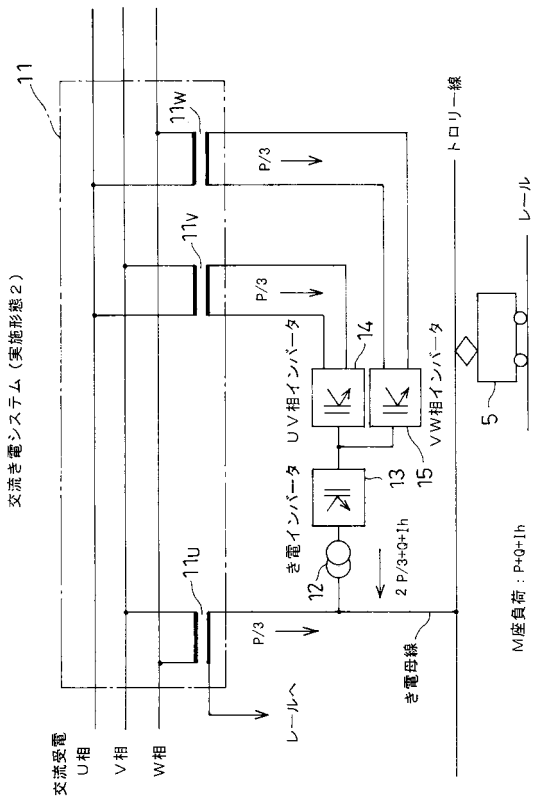 交流き電システム（実施形態２）
交流受電
U相
V相
W相
11
11u
11v
11w
P/3
P/3
P/3
レールへ
き電インバータ
UV相インバータ
VW相インバータ
12
13
14
15
2 P/3+Q+Ih
き電母線
トロリー線
5
レール
M座負荷：P+Q+Ih